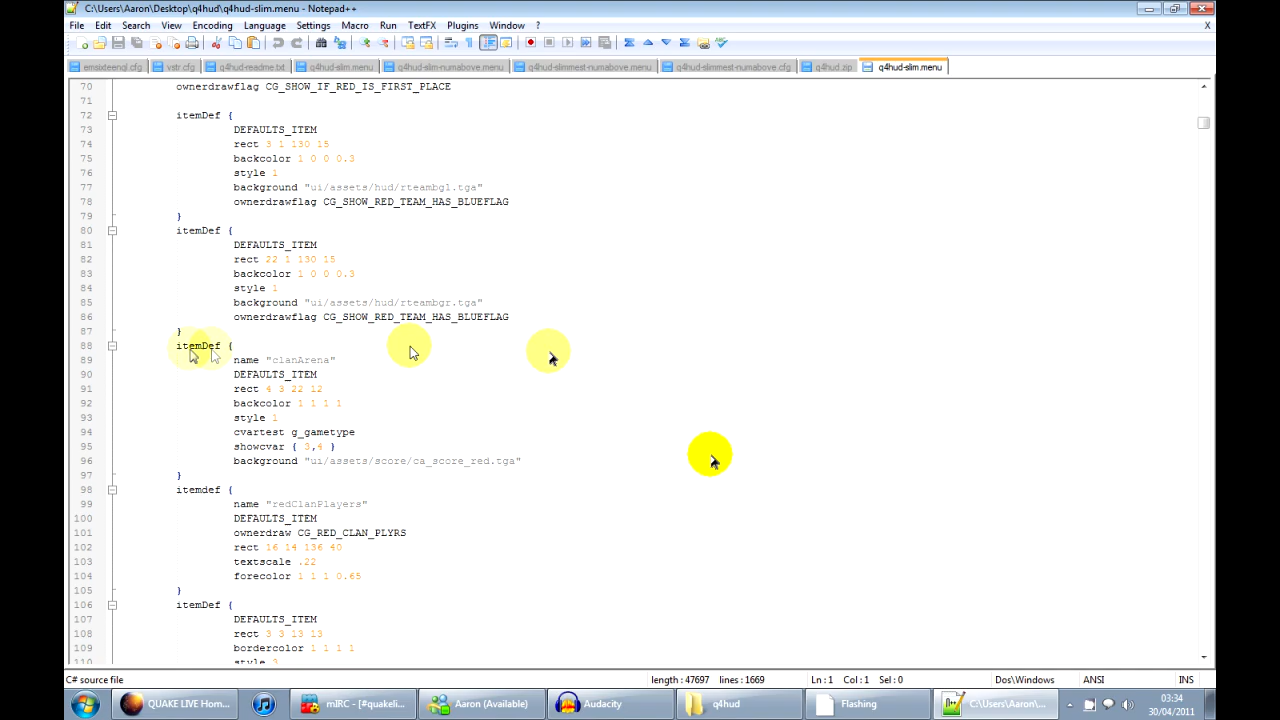 C:\Users\Aaron\Desktop\q4hud\q4hud-slim.menu - Notepad++
File Edit Search View Encoding Language Settings Macro Run TextFX Plugins Window ?
X
emsixteenql.cfg vstr.cfg q4hud-readme.txt q4hud-slim.menu q4hud-slim-numabove.menu q4hud-slimmest-numabove.menu q4hud-slimmest-numabove.cfg q4hud.zip q4hud-slim.menu
70 ownerdrawflag CG_SHOW_IF_RED_IS_FIRST_PLACE
71
72 itemDef {
73 DEFAULTS_ITEM
74 rect 3 1 130 15
75 backcolor 1 0 0 0.3
76 style 1
77 background "ui/assets/hud/rteambgl.tga"
78 ownerdrawflag CG_SHOW_RED_TEAM_HAS_BLUEFLAG
79 }
80 itemDef {
81 DEFAULTS_ITEM
82 rect 22 1 130 15
83 backcolor 1 0 0 0.3
84 style 1
85 background "ui/assets/hud/rteambgr.tga"
86 ownerdrawflag CG_SHOW_RED_TEAM_HAS_BLUEFLAG
87 }
88 itemDef {
89 name "clanArena"
90 DEFAULTS_ITEM
91 rect 4 3 22 12
92 backcolor 1 1 1 1
93 style 1
94 cvartest g_gametype
95 showcvar { 3,4 }
96 background "ui/assets/score/ca_score_red.tga"
97 }
98 itemdef {
99 name "redClanPlayers"
100 DEFAULTS_ITEM
101 ownerdraw CG_RED_CLAN_PLYRS
102 rect 16 14 136 40
103 textscale .22
104 forecolor 1 1 1 0.65
105 }
106 itemDef {
107 DEFAULTS_ITEM
108 rect 3 3 13 13
109 bordercolor 1 1 1 1
110 style 3
C# source file length : 47697 lines : 1669 Ln : 1 Col : 1 Sel : 0 Dos\Windows ANSI INS
QUAKE LIVE Hom... mIRC - [#quakeli... Aaron (Available) Audacity q4hud Flashing C:\Users\Aaron\... 03:34
30/04/2011